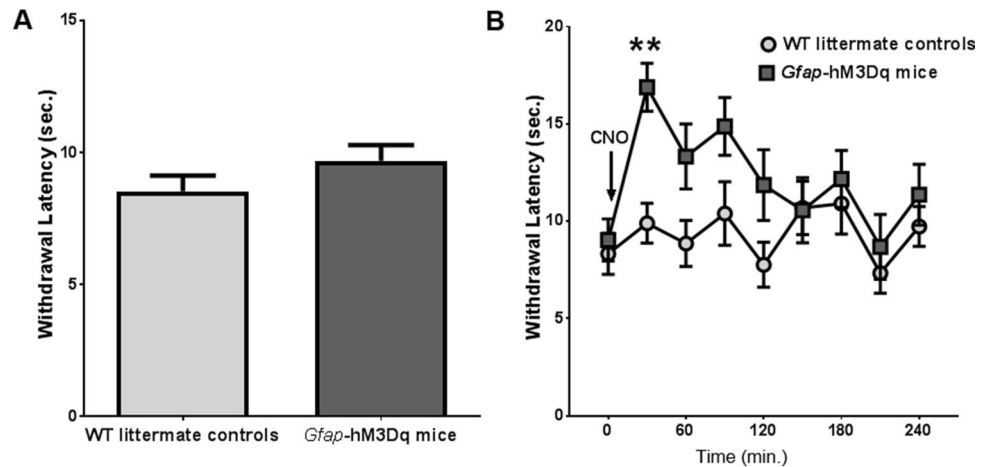 A
15
10
5
0
Withdrawal Latency (sec.)
WT littermate controls
Gfap-hM3Dq mice
B
20
15
10
5
0
Withdrawal Latency (sec.)
**
CNO
WT littermate controls
Gfap-hM3Dq mice
0 60 120 180 240
Time (min.)